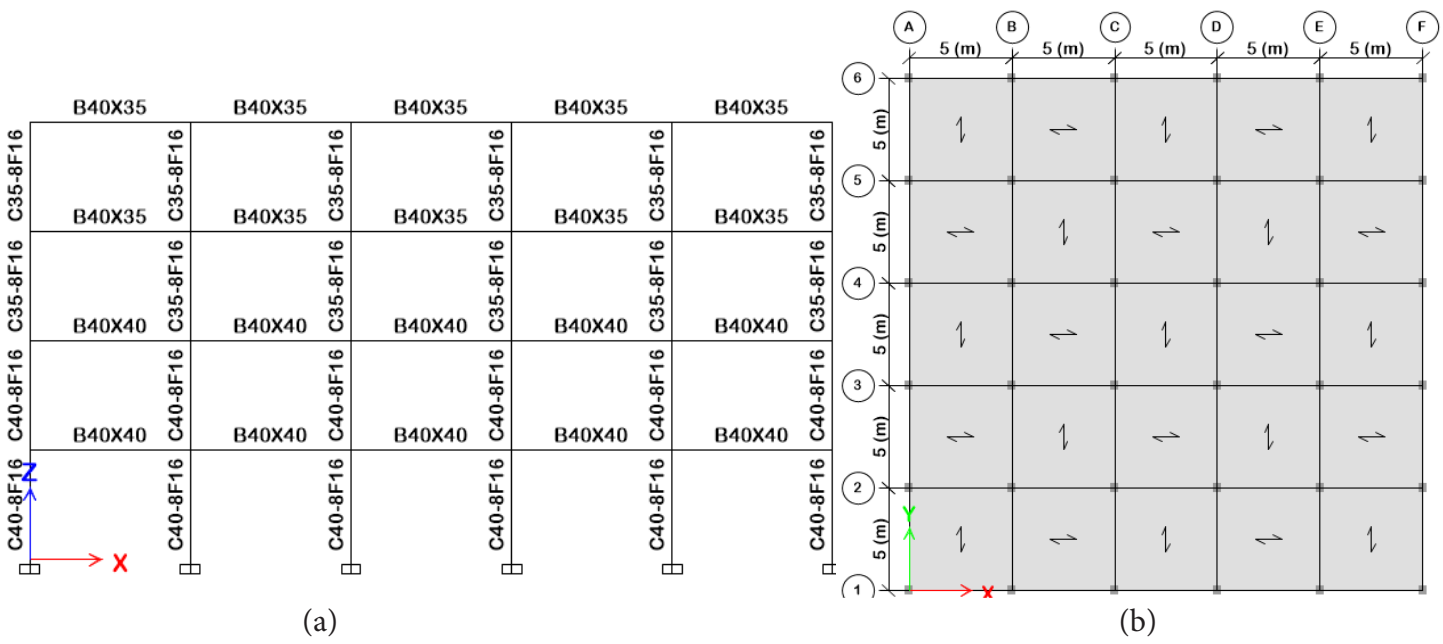 B40X35 B40X35 B40X35 B40X35 B40X35
C35-8F16 C35-8F16 C35-8F16 C35-8F16 C35-8F16 C35-8F16
B40X35 B40X35 B40X35 B40X35 B40X35
C35-8F16 C35-8F16 C35-8F16 C35-8F16 C35-8F16 C35-8F16
B40X40 B40X40 B40X40 B40X40 B40X40
C40-8F16 C40-8F16 C40-8F16 C40-8F16 C40-8F16 C40-8F16
B40X40 B40X40 B40X40 B40X40 B40X40
C40-8F16 C40-8F16 C40-8F16 C40-8F16 C40-8F16 C40-8F16
Z
X
(a)
A B C D E F
5 (m) 5 (m) 5 (m) 5 (m) 5 (m)
6
5 (m)
5
5 (m)
4
5 (m)
3
5 (m)
2
Y
5 (m)
1
X
(b)